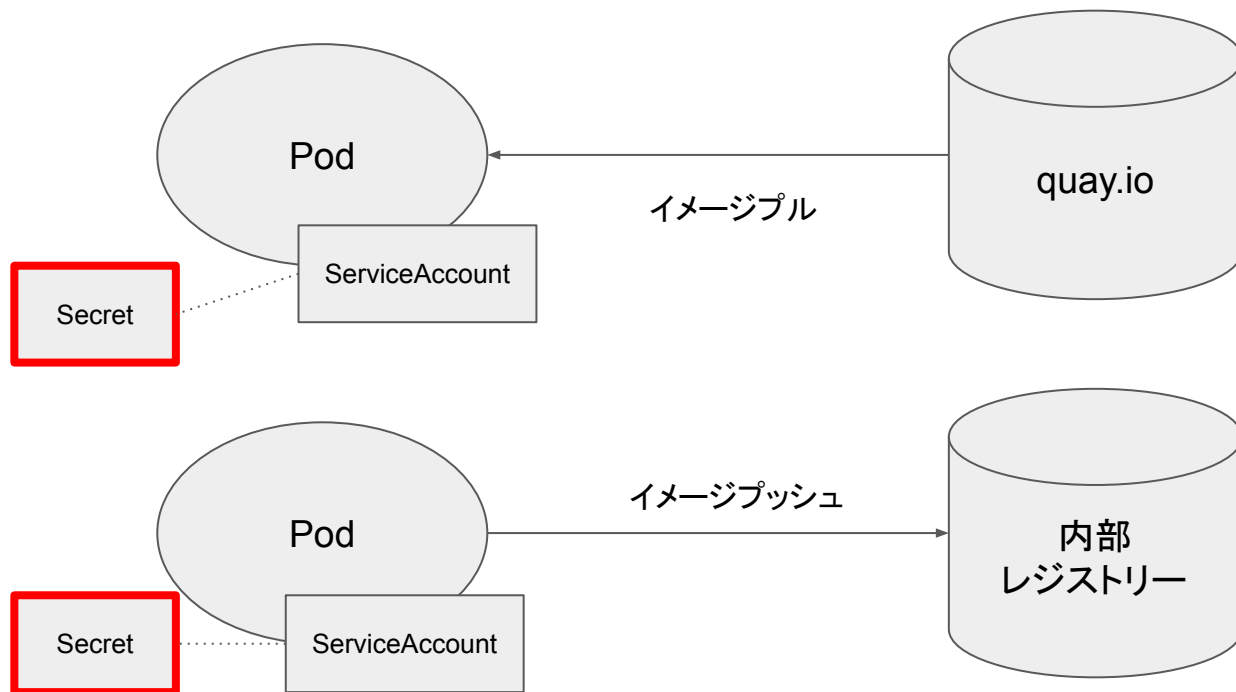 Pod
quay.io
イメージプル
ServiceAccount
Secret
イメージプッシュ
Pod
内部
レジストリー
ServiceAccount
Secret